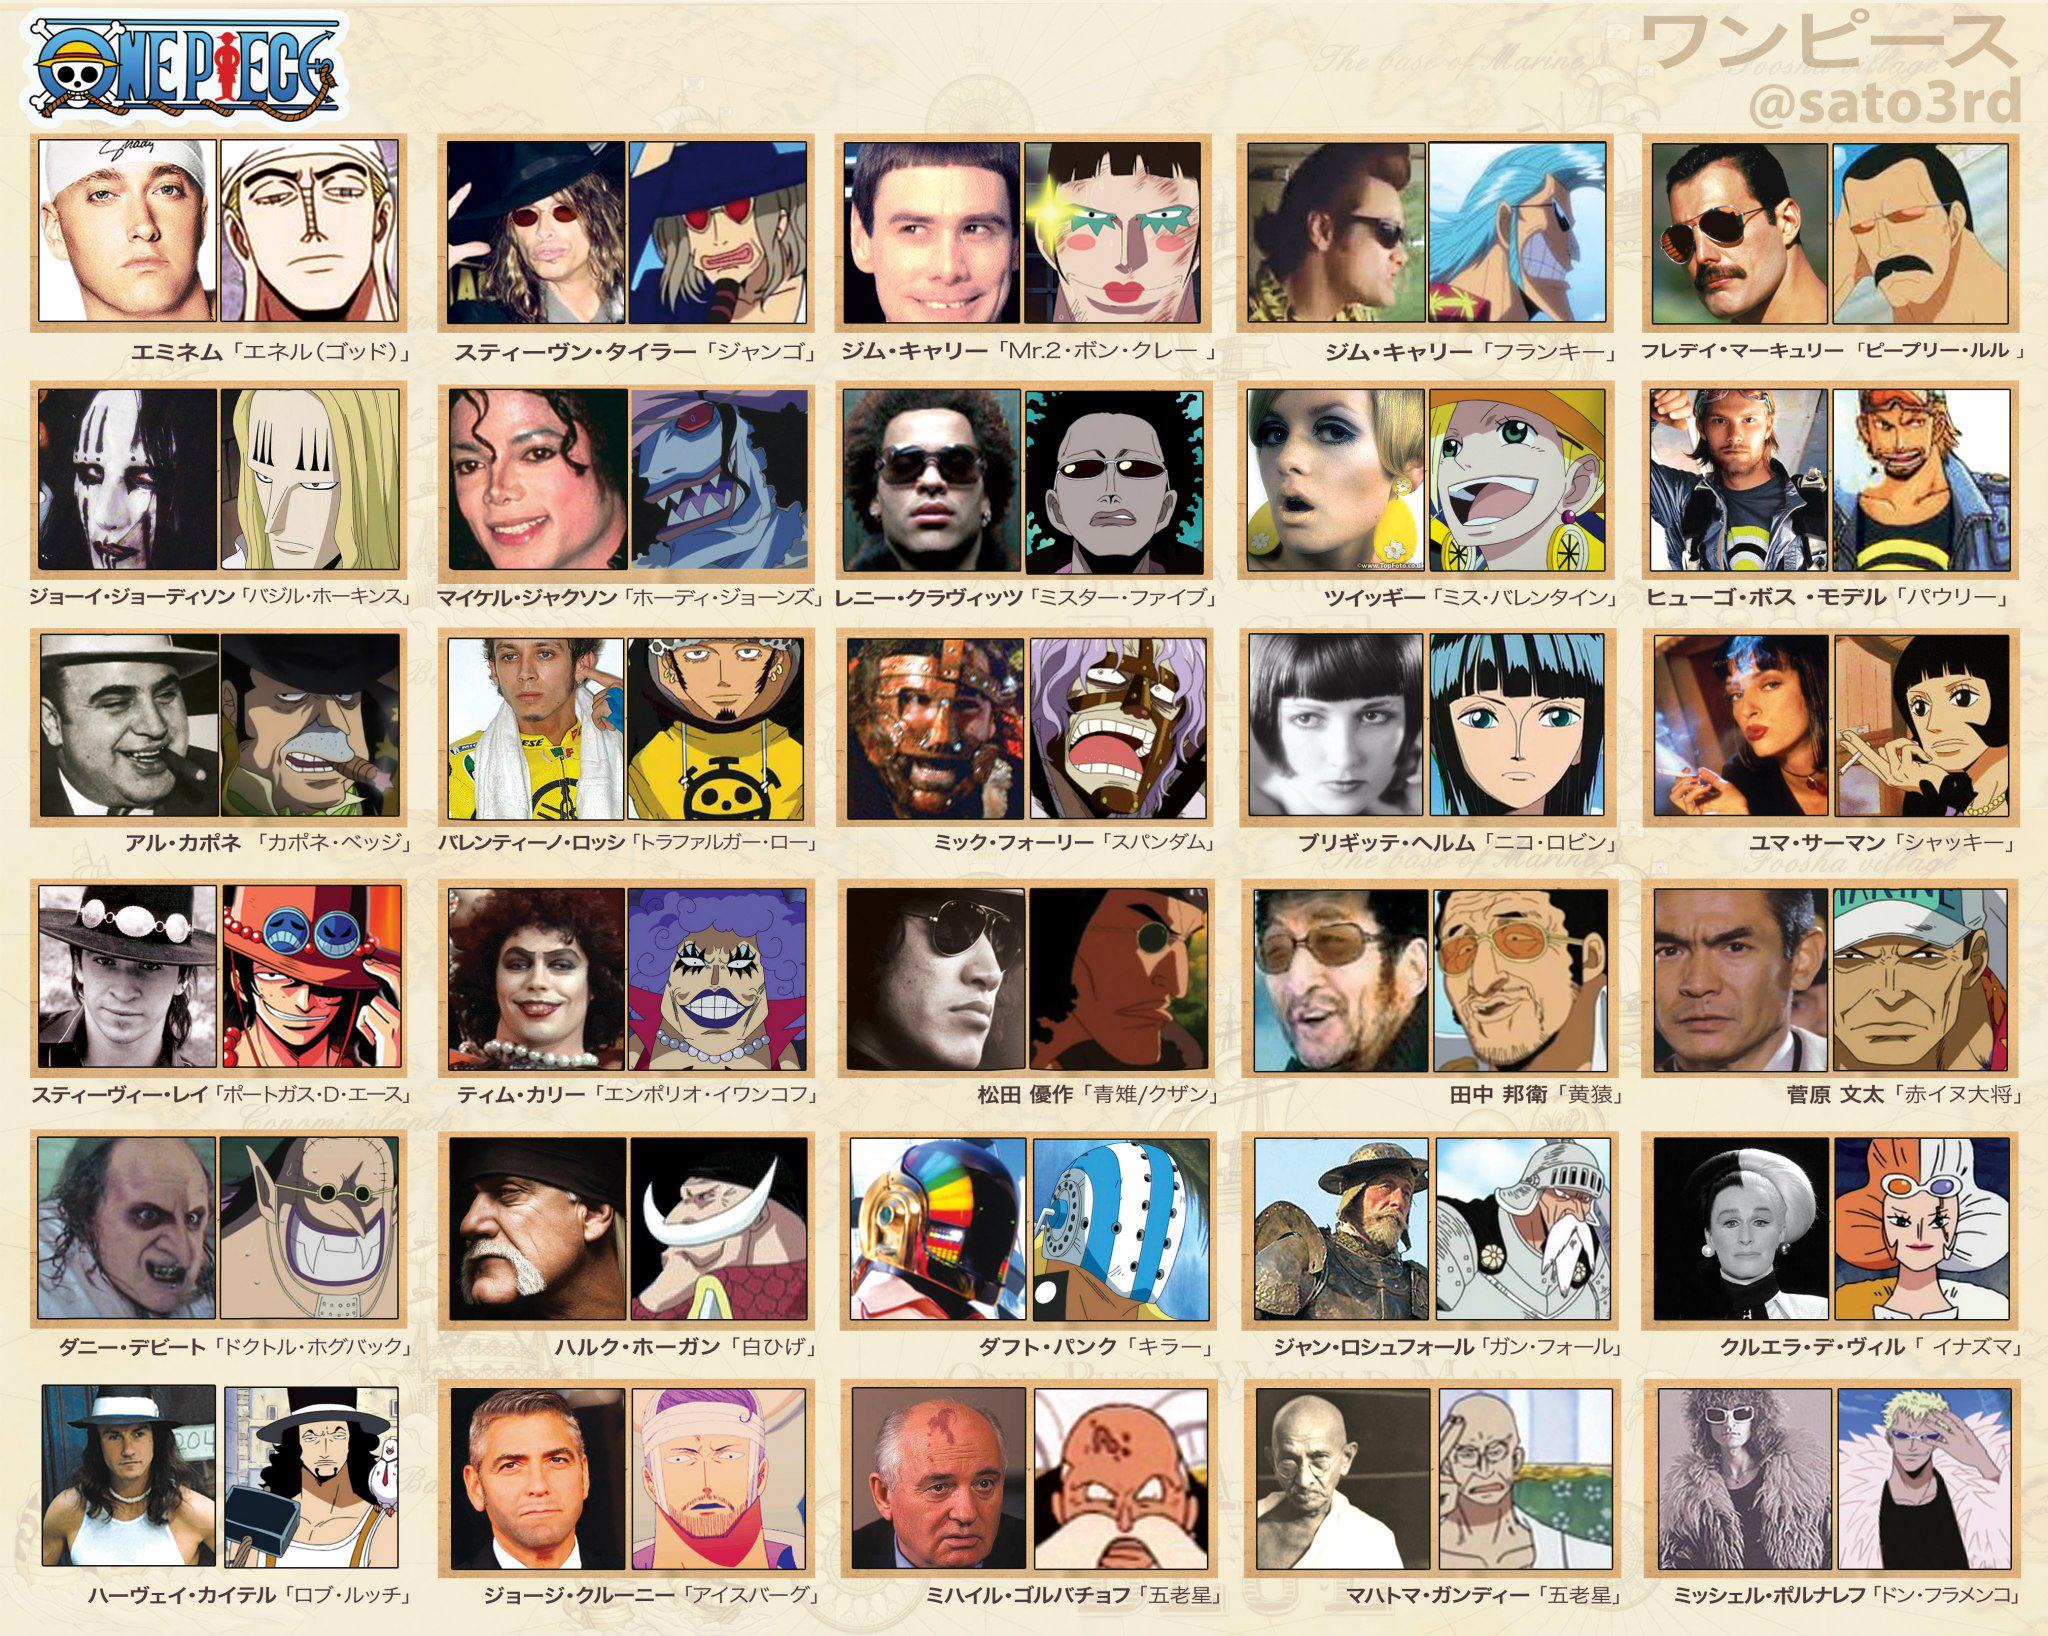 ONE PIECE
ワンピース
@sato3rd
エミネム「エネル（ゴッド）」
スティーヴン・タイラー「ジャンゴ」
ジム・キャリー「Mr.2・ボン・クレー 」
ジム・キャリー「フランキー」
フレデイ・マーキュリー「ピープリー・ルル 」
ジョーイ・ジョーディソン「バジル・ホーキンス」
マイケル・ジャクソン「ホーディ・ジョーンズ」
レニー・クラヴィッツ「ミスター・ファイブ」
ツイッギー「ミス・バレンタイン」
ヒューゴ・ボス ・モデル「パウリー」
アル・カポネ 「カポネ・ベッジ」
バレンティーノ・ロッシ「トラファルガー・ロー」
ミック・フォーリー「スパンダム」
ブリギッテ・ヘルム「ニコ・ロビン」
ユマ・サーマン「シャッキー」
スティーヴィー・レイ「ポートガス・D・エース」
ティム・カリー「エンポリオ・イワンコフ」
松田 優作「青雉/クザン」
田中 邦衛「黄猿」
菅原 文太「赤イヌ大将」
ダニー・デビート「ドクトル・ホグバック」
ハルク・ホーガン「白ひげ」
ダフト・パンク「キラー」
ジャン・ロシュフォール「ガン・フォール」
クルエラ・デ・ヴィル「 イナズマ」
ハーヴェイ・カイテル「ロブ・ルッチ」
ジョージ・クルーニー「アイスバーグ」
ミハイル・ゴルバチョフ「五老星」
マハトマ・ガンディー「五老星」
ミッシェル・ポルナレフ「ドン・フラメンコ」